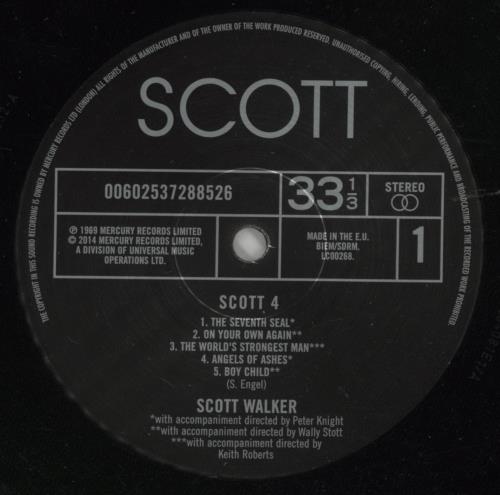 THE COPYRIGHT IN THIS SOUND RECORDING IS OWNED BY MERCURY RECORDS LTD (LONDON) ALL RIGHTS OF THE MANUFACTURER AND OF THE OWNER OF THE WORK PRODUCED RESERVED. UNAUTHORISED COPYING, HIRING, LENDING, PUBLIC PERFORMANCE AND BROADCASTING OF THE RECORDED WORK PROHIBITED.
SCOTT
00602537288526
33 1/3
STEREO
℗ 1969 MERCURY RECORDS LIMITED
© 2014 MERCURY RECORDS LIMITED,
A DIVISION OF UNIVERSAL MUSIC
OPERATIONS LTD.
MADE IN THE E.U.
BIEM/SDRM.
LC00268.
1
SCOTT 4
1. THE SEVENTH SEAL*
2. ON YOUR OWN AGAIN**
3. THE WORLD'S STRONGEST MAN***
4. ANGELS OF ASHES*
5. BOY CHILD**
(S. Engel)
SCOTT WALKER
*with accompaniment directed by Peter Knight
**with accompaniment directed by Wally Stott
***with accompaniment directed by
Keith Roberts